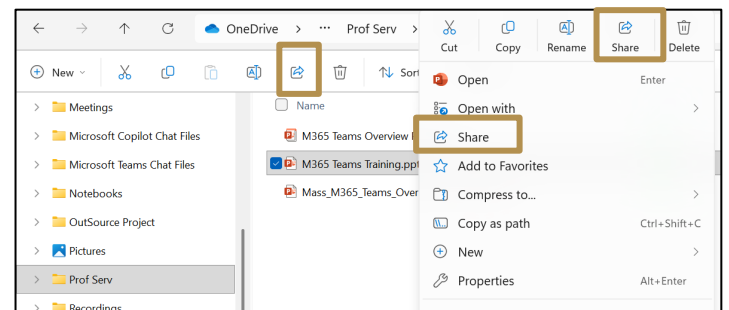 OneDrive > ... Prof Serv >
Cut Copy Rename Share Delete
New Sort
Name
Meetings
Microsoft Copilot Chat Files
Microsoft Teams Chat Files
Notebooks
OutSource Project
Pictures
Prof Serv
Recordings
M365 Teams Overview
M365 Teams Training.ppt
Mass_M365_Teams_Over
Open Enter
Open with >
Share
Add to Favorites
Compress to... >
Copy as path Ctrl+Shift+C
New >
Properties Alt+Enter